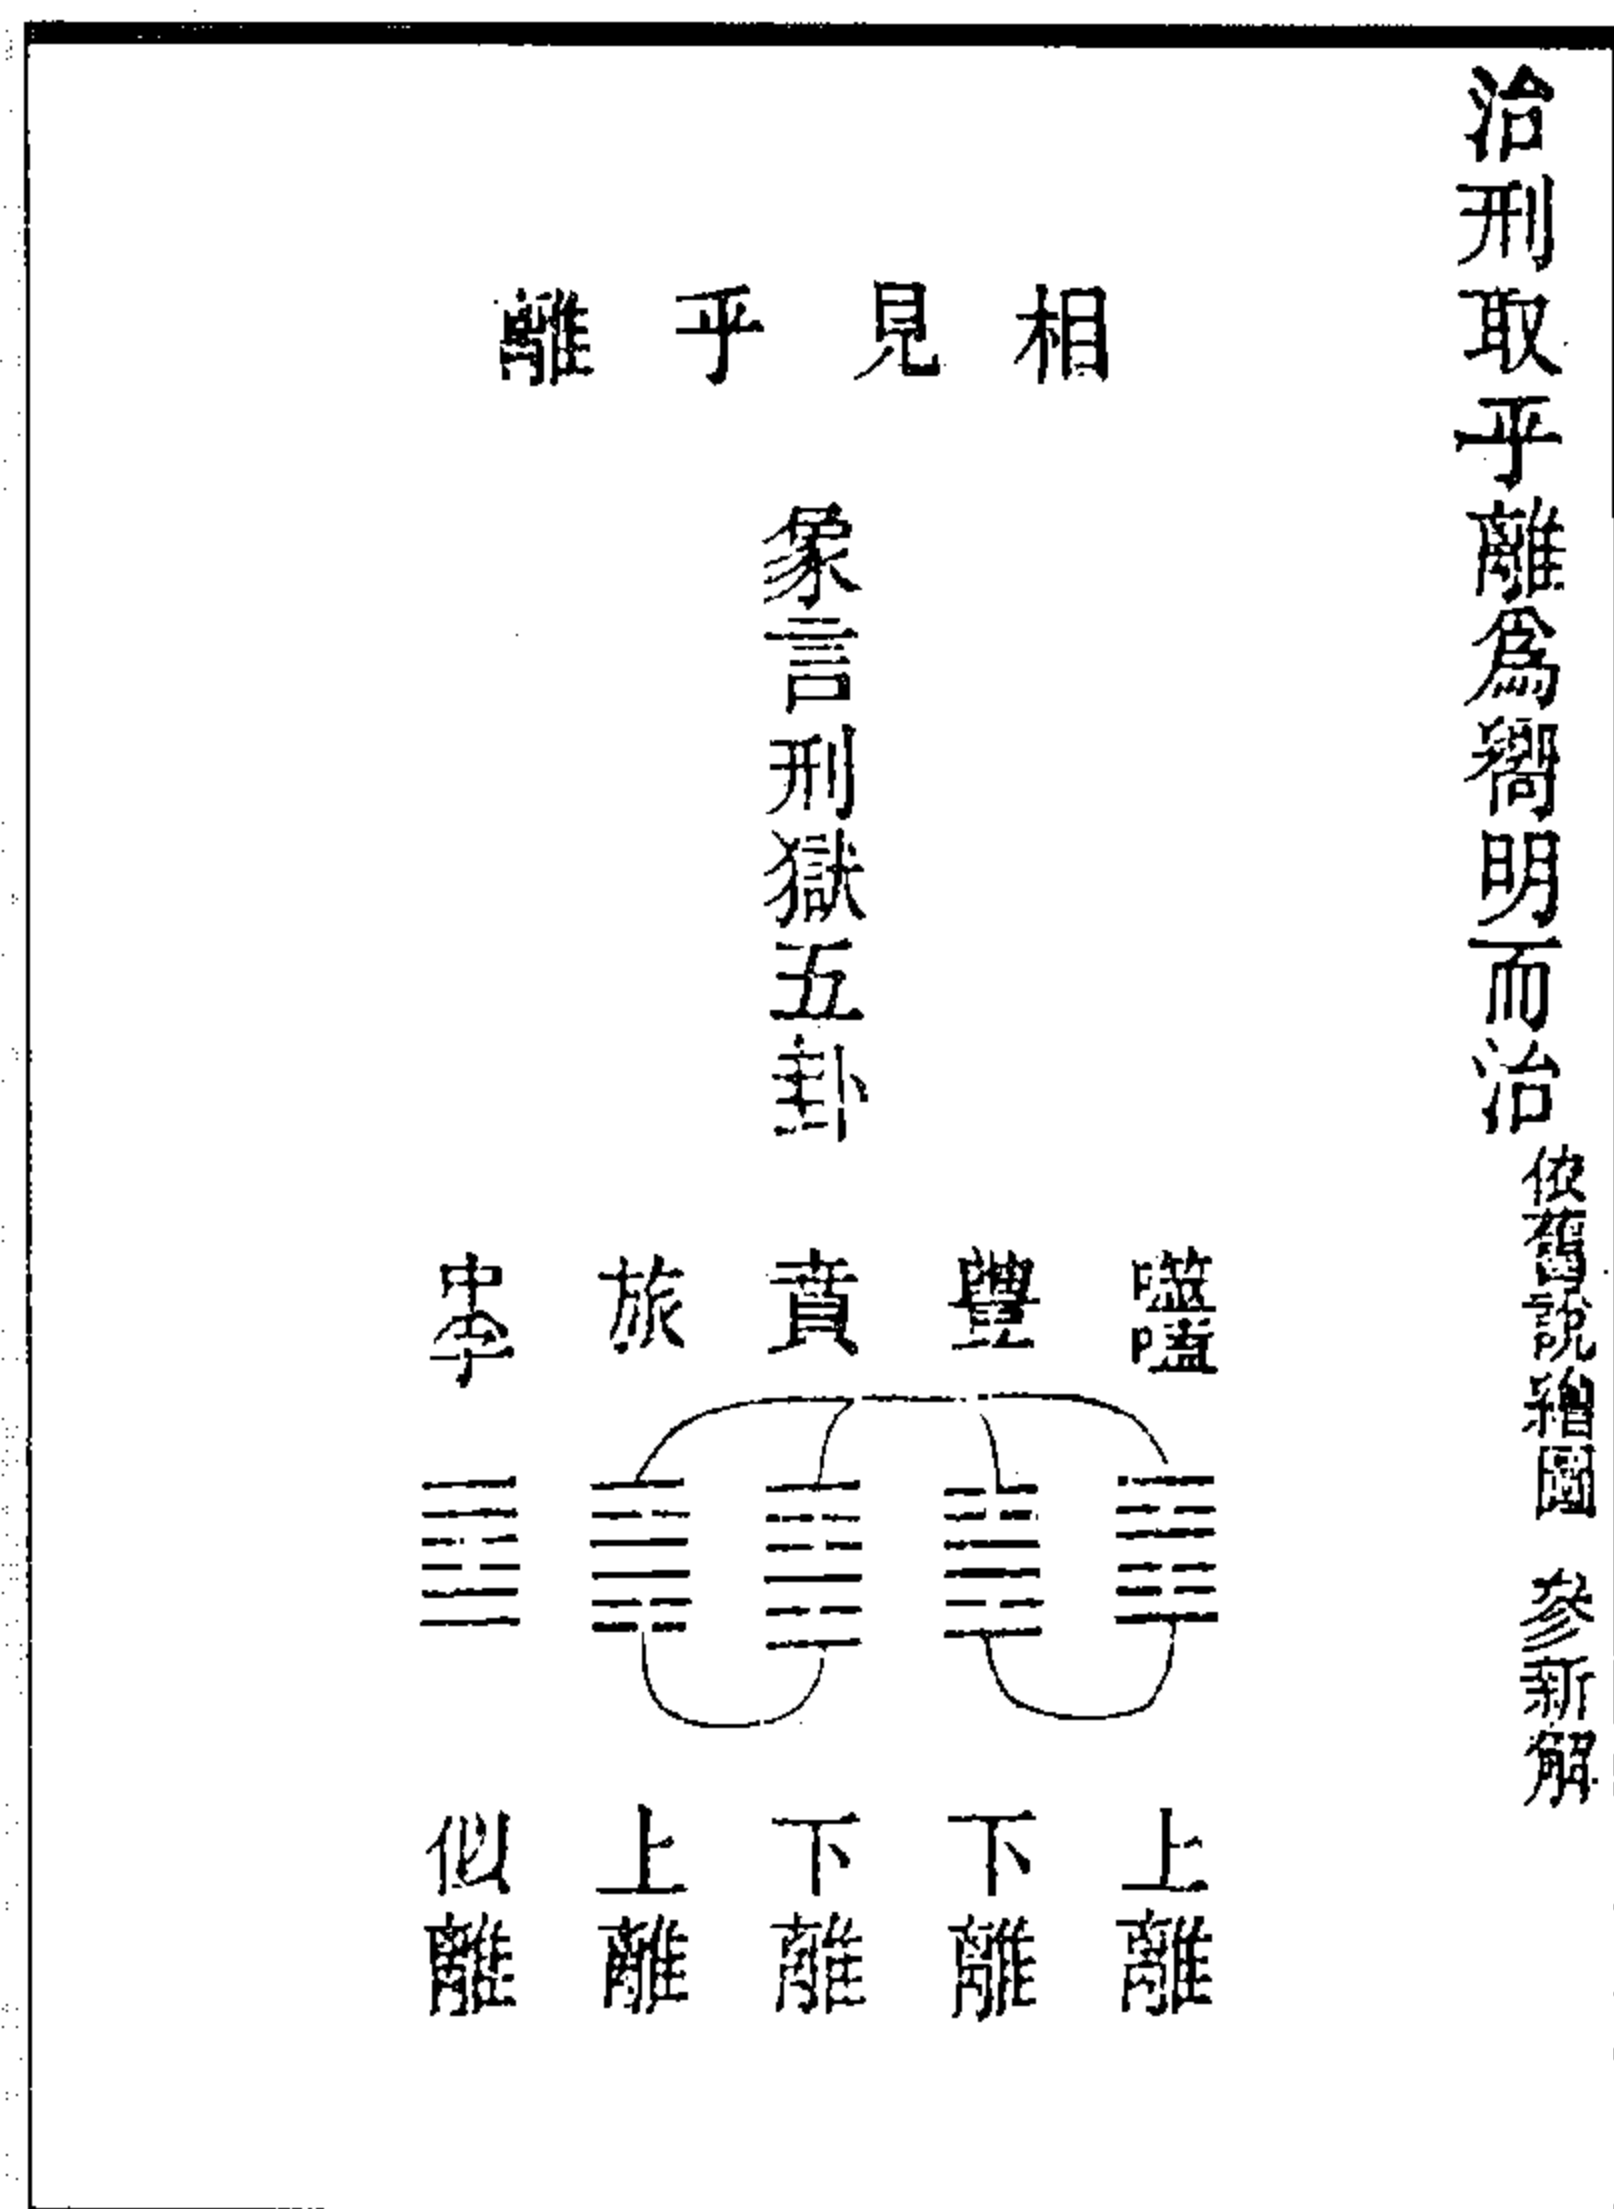 治刑取乎離爲嚮明而治
依舊說增圖 參新解
相見乎離
象言刑獄五卦
噬嗑
豐
賁
旅
中孚
上離
下離
下離
上離
似離